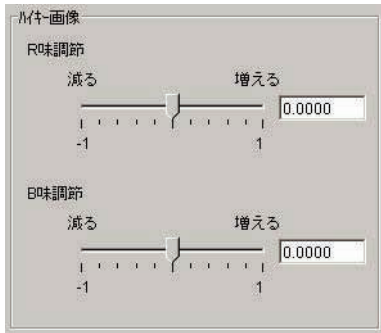 ﾊｲｷｰ画像
R味調節
減る 増える
0.0000
-1 1
B味調節
減る 増える
0.0000
-1 1